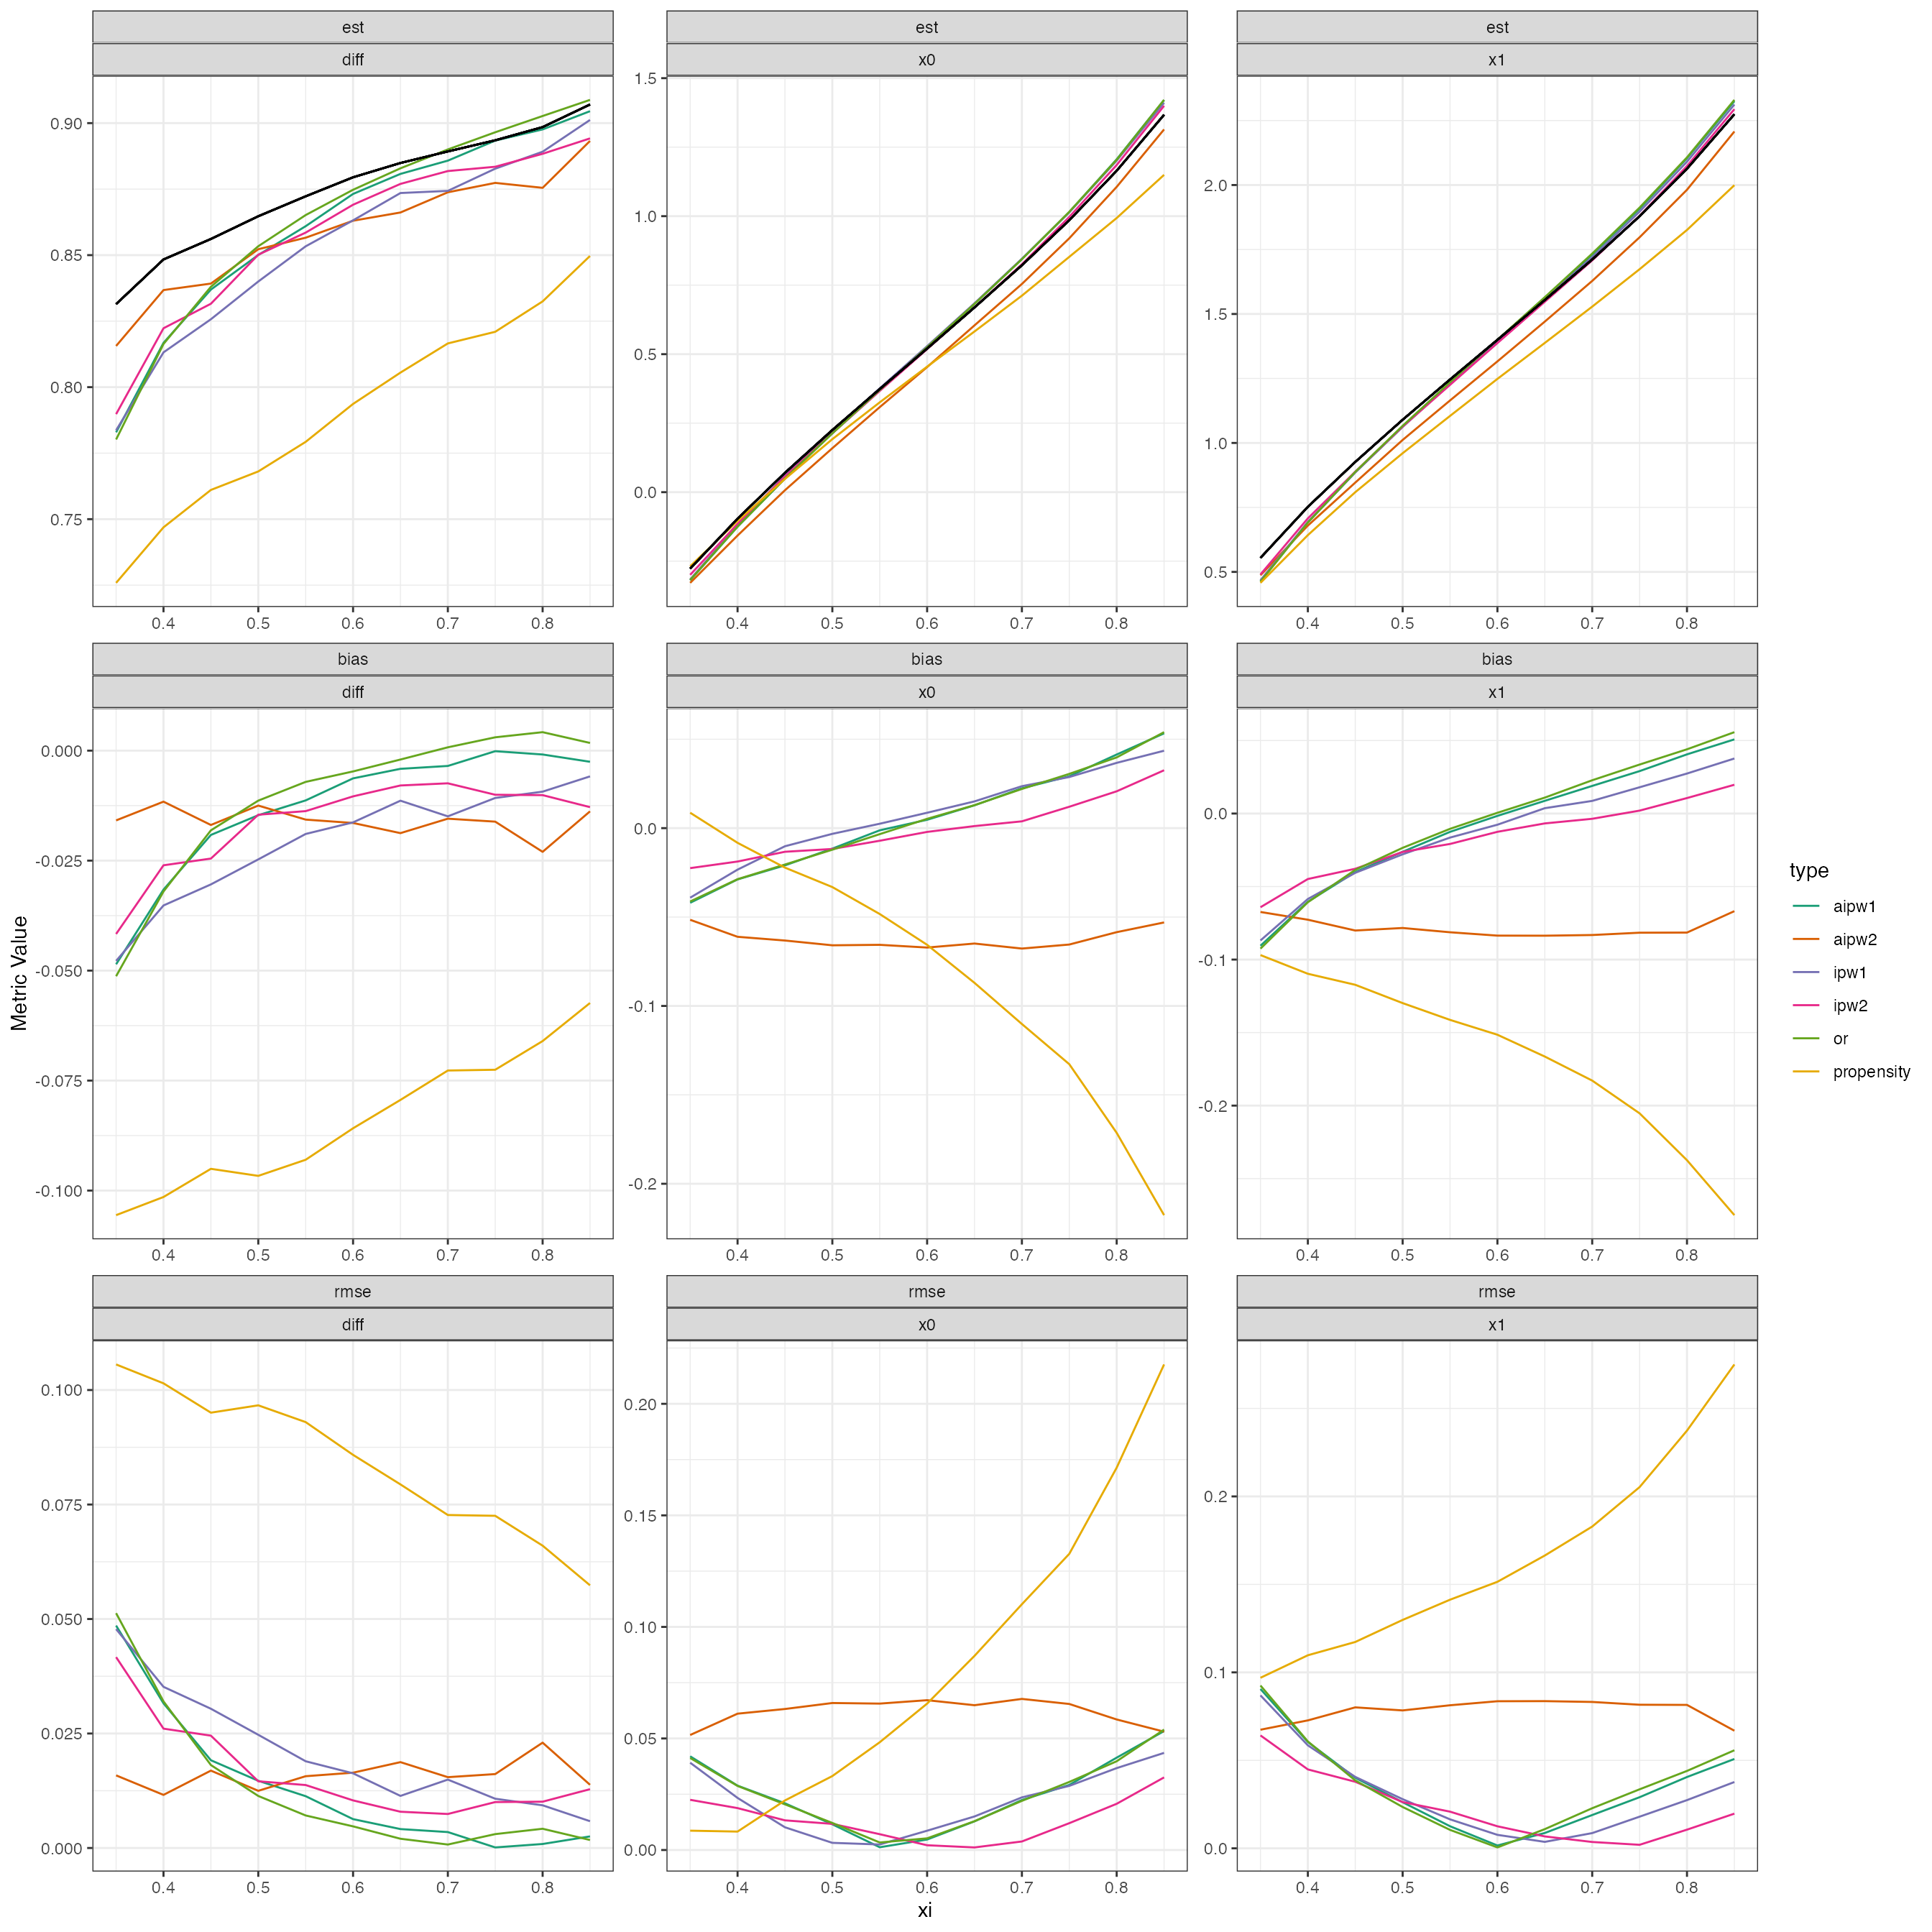 est
diff
est
x0
est
x1
0.90
0.85
0.80
0.75
0.4 0.5 0.6 0.7 0.8
1.5
1.0
0.5
0.0
0.4 0.5 0.6 0.7 0.8
2.0
1.5
1.0
0.5
0.4 0.5 0.6 0.7 0.8
bias
diff
bias
x0
bias
x1
0.000
-0.025
-0.050
-0.075
-0.100
0.4 0.5 0.6 0.7 0.8
0.0
-0.1
-0.2
0.4 0.5 0.6 0.7 0.8
0.0
-0.1
-0.2
0.4 0.5 0.6 0.7 0.8
rmse
diff
rmse
x0
rmse
x1
0.100
0.075
0.050
0.025
0.000
0.4 0.5 0.6 0.7 0.8
0.20
0.15
0.10
0.05
0.00
0.4 0.5 0.6 0.7 0.8
0.2
0.1
0.0
0.4 0.5 0.6 0.7 0.8
Metric Value
xi
type
aipw1
aipw2
ipw1
ipw2
or
propensity